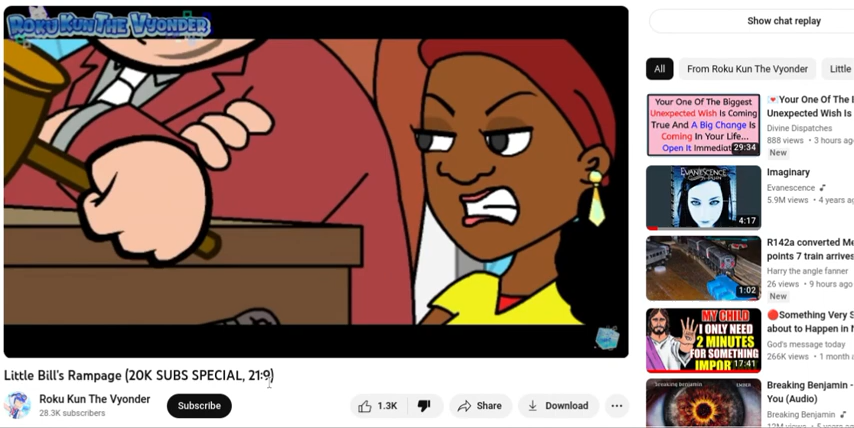 ROKU KUN THE VYONDER
Little Bill's Rampage (20K SUBS SPECIAL, 21:9)
Roku Kun The Vyonder
28.3K subscribers
Subscribe
1.3K
Share
Download
Show chat replay
All
From Roku Kun The Vyonder
Little
Your One Of The Biggest
Unexpected Wish Is Coming
True And A Big Change Is
Coming In Your Life...
Open It Immediat
29:34
Your One Of The
Unexpected Wish Is
Divine Dispatches
888 views • 3 hours ag
New
EVANESCENCE
4:17
Imaginary
Evanescence
5.9M views • 4 years ag
1:02
R142a converted Me
points 7 train arrives
Harry the angle fanner
26 views • 9 hours ago
New
MY CHILD
I ONLY NEED
2 MINUTES
FOR SOMETHING
IMPOR
17:41
Something Very S
about to Happen in
God's message today
266K views • 1 month a
BREAKING BENJAMIN
Breaking Benjamin -
You (Audio)
Breaking Benjamin